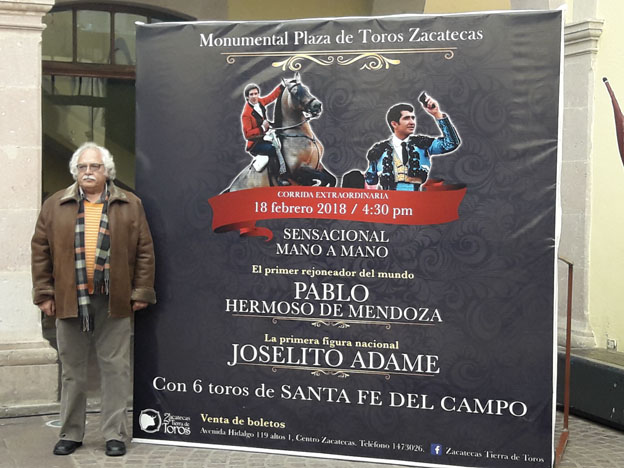 Monumental Plaza de Toros Zacatecas
CORRIDA EXTRAORDINARIA
18 febrero 2018 / 4:30 pm
SENSACIONAL
MANO A MANO
El primer rejoneador del mundo
PABLO
HERMOSO DE MENDOZA
La primera figura nacional
JOSELITO ADAME
Con 6 toros de SANTA FE DEL CAMPO
Zacatecas
Tierra de
Toros
Venta de boletos
Avenida Hidalgo 119 altos 1, Centro Zacatecas. Teléfono 1473026.
f Zacatecas Tierra de Toros